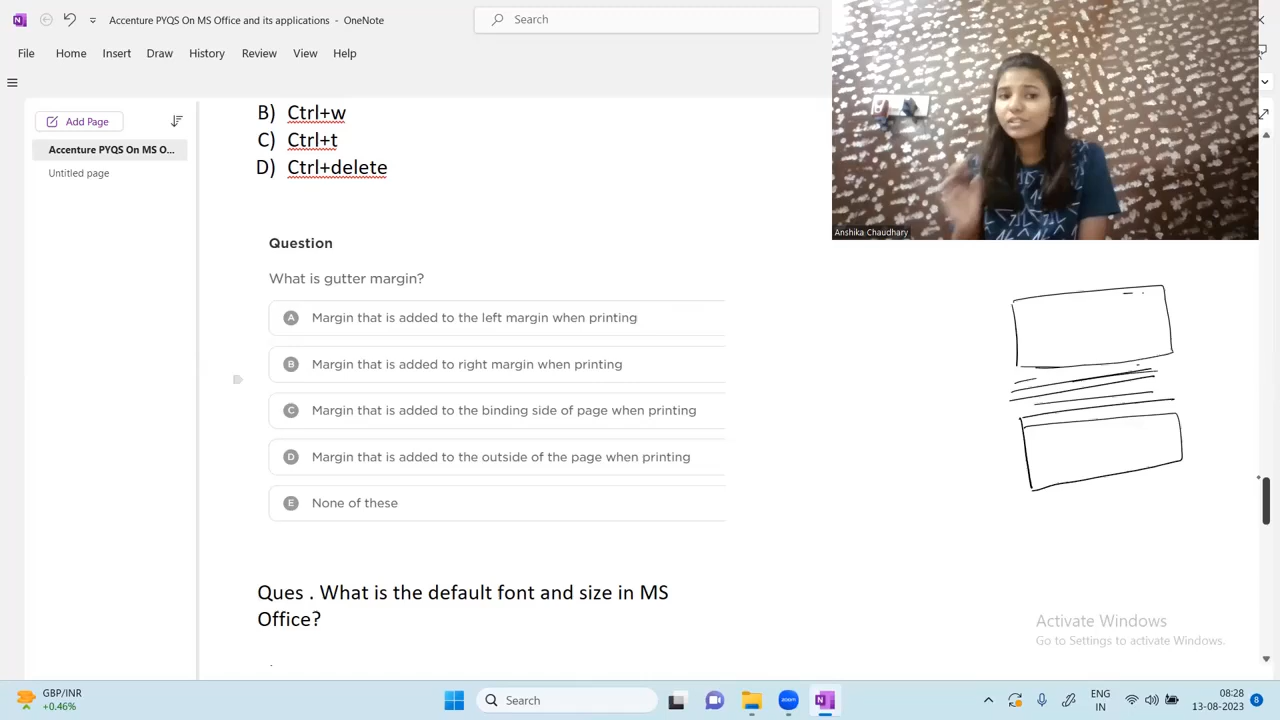 Accenture PYQS On MS Office and its applications - OneNote
Search
File Home Insert Draw History Review View Help
Add Page
Accenture PYQS On MS O...
Untitled page
B) Ctrl+w
C) Ctrl+t
D) Ctrl+delete
Question
What is gutter margin?
A Margin that is added to the left margin when printing
B Margin that is added to right margin when printing
C Margin that is added to the binding side of page when printing
D Margin that is added to the outside of the page when printing
E None of these
Ques . What is the default font and size in MS
Office?
Anshika Chaudhary
Activate Windows
Go to Settings to activate Windows.
GBP/INR
+0.46%
Search
zoom
ENG
IN
08:28
13-08-2023
8